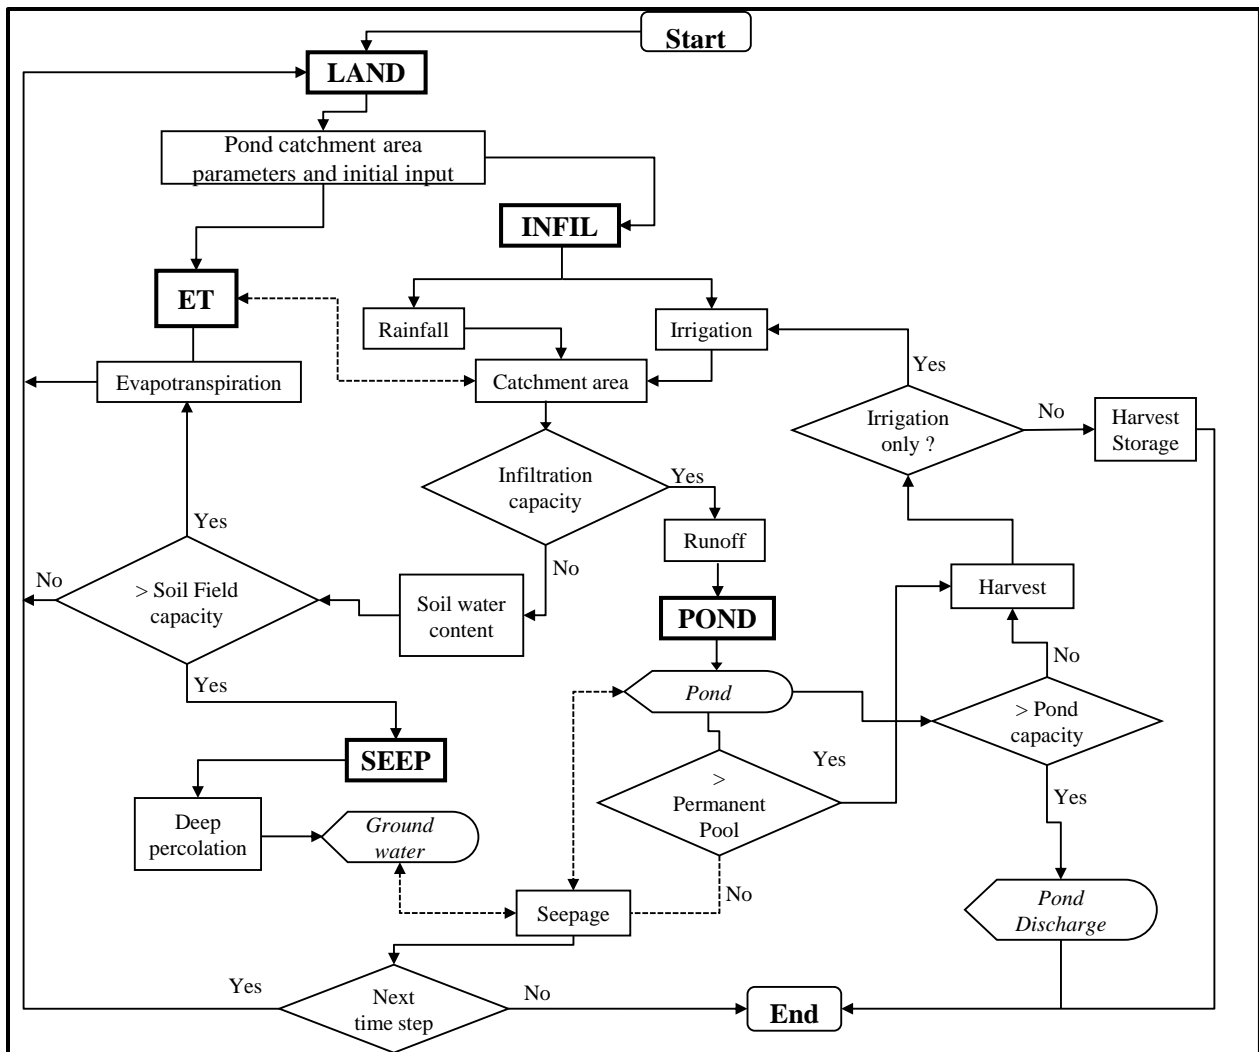 Start
LAND
Pond catchment area
parameters and initial input
INFIL
ET
Rainfall
Irrigation
Evapotranspiration
Catchment area
Yes
Irrigation
only ?
No
Harvest
Storage
Infiltration
capacity
Yes
Runoff
No
Yes
No
> Soil Field
capacity
Soil water
content
Harvest
POND
No
Yes
Pond
> Pond
capacity
SEEP
Yes
>
Permanent
Pool
Yes
Deep
percolation
Ground
water
No
Seepage
Pond
Discharge
Yes
Next
time step
No
End